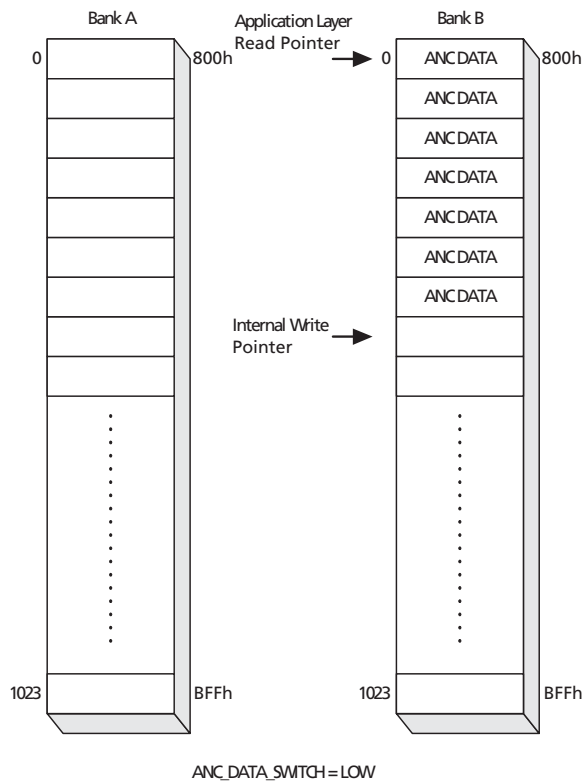 Bank A
Application Layer
Read Pointer
Bank B
0
800h
0
ANC DATA
800h
ANC DATA
ANC DATA
ANC DATA
ANC DATA
ANC DATA
ANC DATA
Internal Write
Pointer
1023
BFFh
1023
BFFh
ANC_DATA_SWITCH = LOW